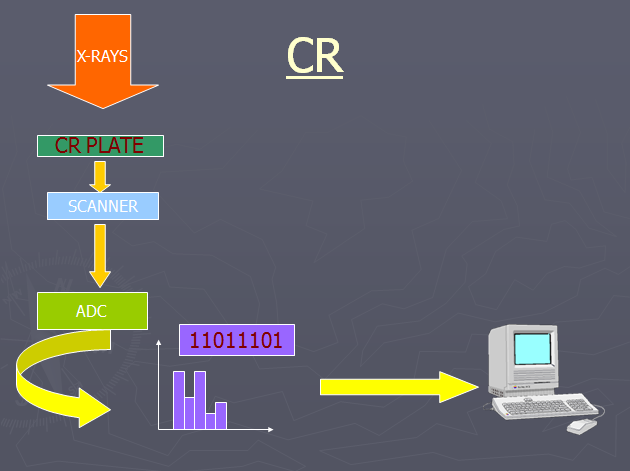 CR
X-RAYS
CR PLATE
SCANNER
ADC
11011101